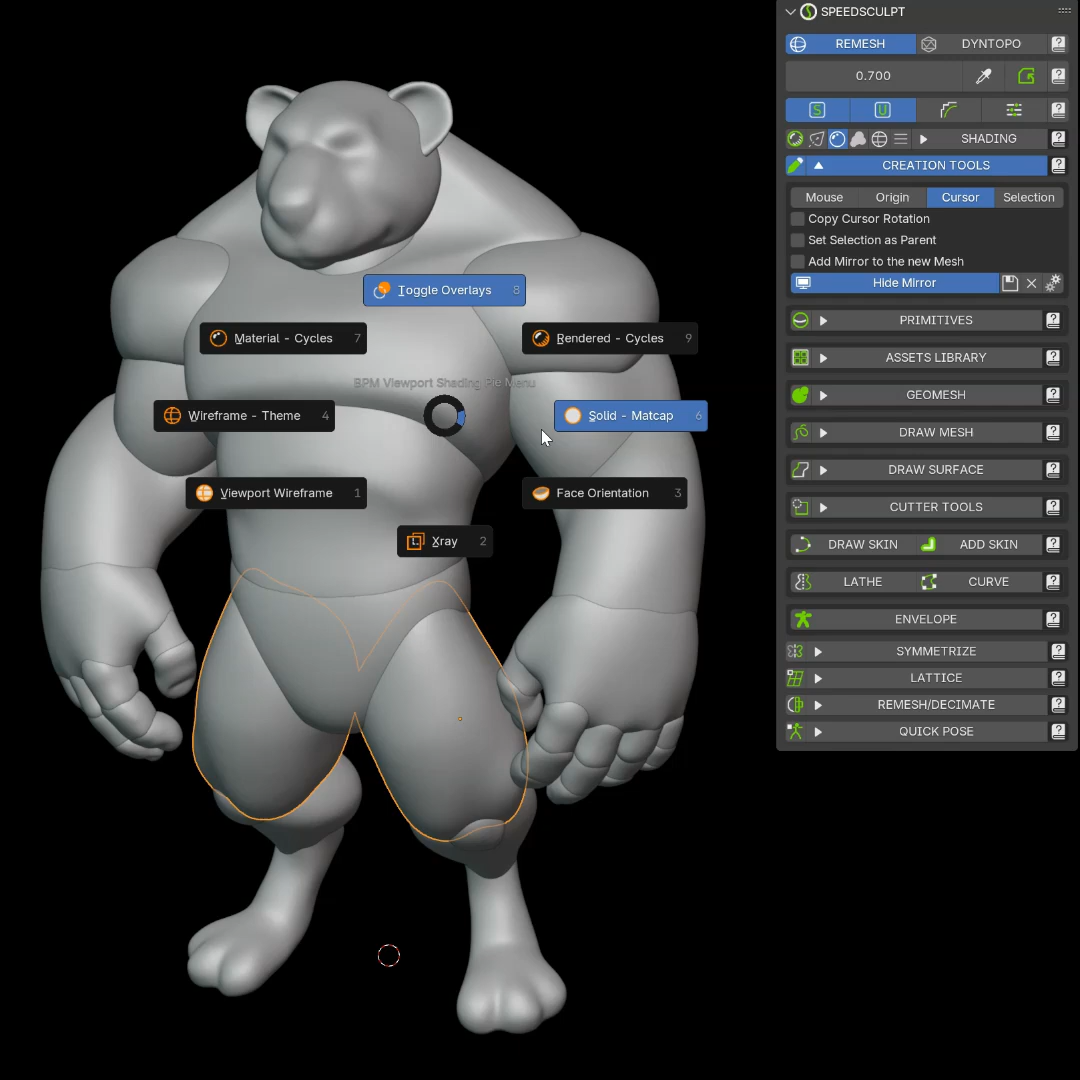 SPEEDSCULPT
REMESH DYNTOPO
0.700
S U
SHADING
CREATION TOOLS
Mouse Origin Cursor Selection
Copy Cursor Rotation
Set Selection as Parent
Add Mirror to the new Mesh
Hide Mirror
PRIMITIVES
ASSETS LIBRARY
GEOMESH
DRAW MESH
DRAW SURFACE
CUTTER TOOLS
DRAW SKIN ADD SKIN
LATHE CURVE
ENVELOPE
SYMMETRIZE
LATTICE
REMESH/DECIMATE
QUICK POSE
Toggle Overlays 8
Material - Cycles 7
Rendered - Cycles 9
BPM Viewport Shading Pie Menu
Wireframe - Theme 4
Solid - Matcap 6
Viewport Wireframe 1
Face Orientation 3
Xray 2